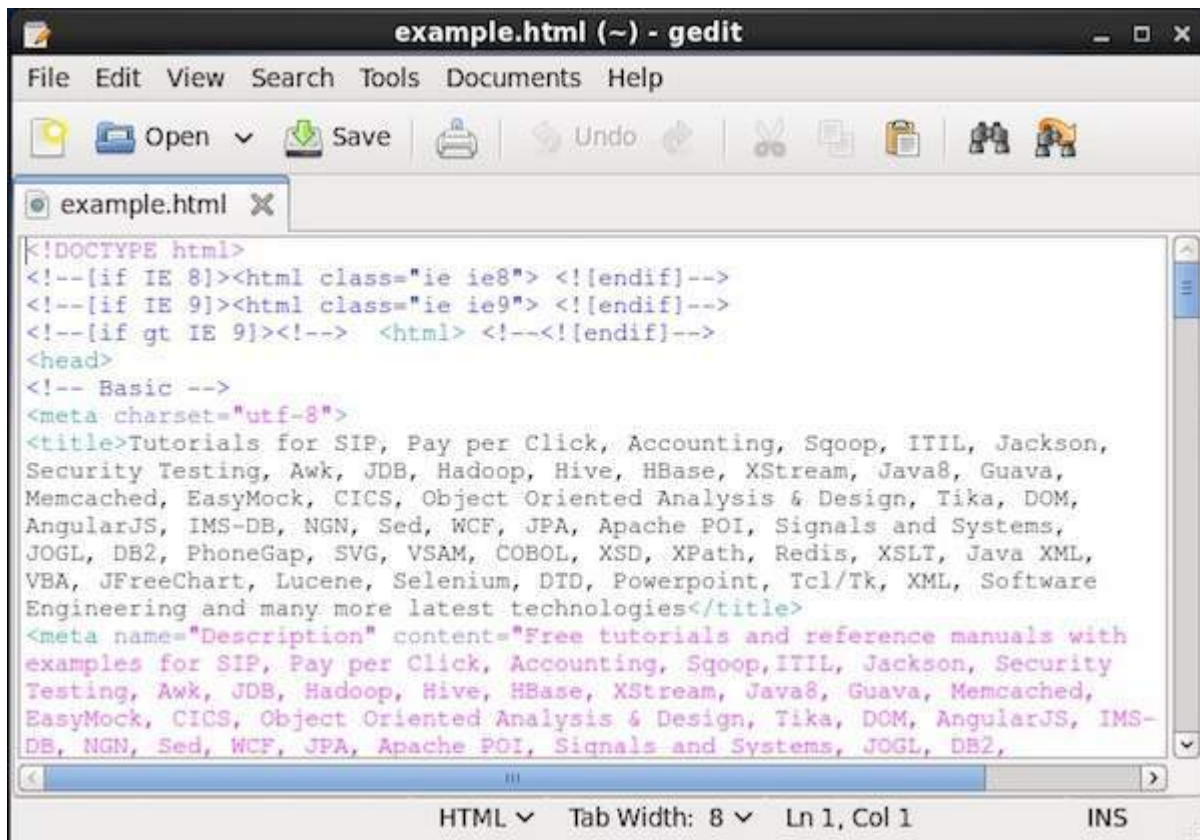 example.html (~) - gedit
File Edit View Search Tools Documents Help
Open Save Undo
example.html
<!DOCTYPE html>
<!--[if IE 8]><html class="ie ie8"> <![endif]-->
<!--[if IE 9]><html class="ie ie9"> <![endif]-->
<!--[if gt IE 9]><!-->  <html> <!--<![endif]-->
<head>
<!-- Basic -->
<meta charset="utf-8">
<title>Tutorials for SIP, Pay per Click, Accounting, Sqoop, ITIL, Jackson,
Security Testing, Awk, JDB, Hadoop, Hive, HBase, XStream, Java8, Guava,
Memcached, EasyMock, CICS, Object Oriented Analysis & Design, Tika, DOM,
AngularJS, IMS-DB, NGN, Sed, WCF, JPA, Apache POI, Signals and Systems,
JOGL, DB2, PhoneGap, SVG, VSAM, COBOL, XSD, XPath, Redis, XSLT, Java XML,
VBA, JFreeChart, Lucene, Selenium, DTD, Powerpoint, Tcl/Tk, XML, Software
Engineering and many more latest technologies</title>
<meta name="Description" content="Free tutorials and reference manuals with
examples for SIP, Pay per Click, Accounting, Sqoop,ITIL, Jackson, Security
Testing, Awk, JDB, Hadoop, Hive, HBase, XStream, Java8, Guava, Memcached,
EasyMock, CICS, Object Oriented Analysis & Design, Tika, DOM, AngularJS, IMS-
DB, NGN, Sed, WCF, JPA, Apache POI, Signals and Systems, JOGL, DB2,
HTML Tab Width: 8 Ln 1, Col 1 INS